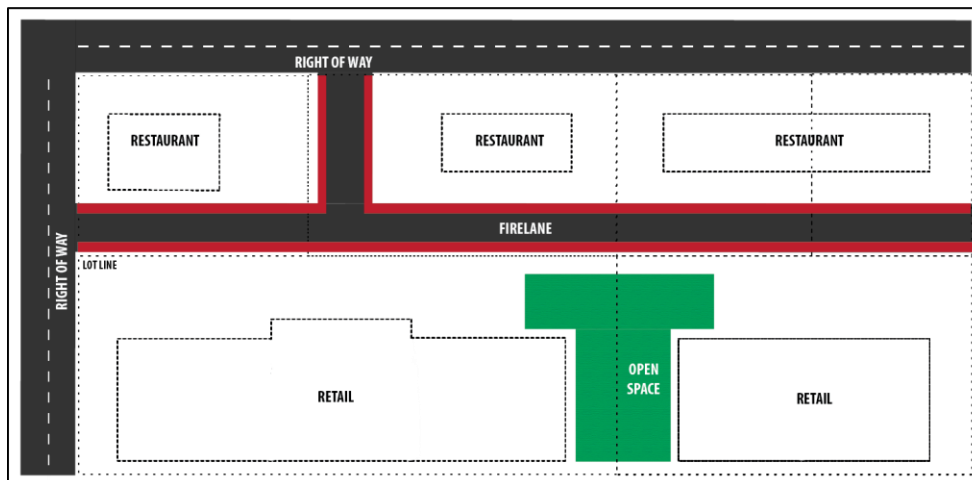 RIGHT OF WAY
RESTAURANT
RESTAURANT
RESTAURANT
FIRELANE
RIGHT OF WAY
LOT LINE
OPEN
SPACE
RETAIL
RETAIL